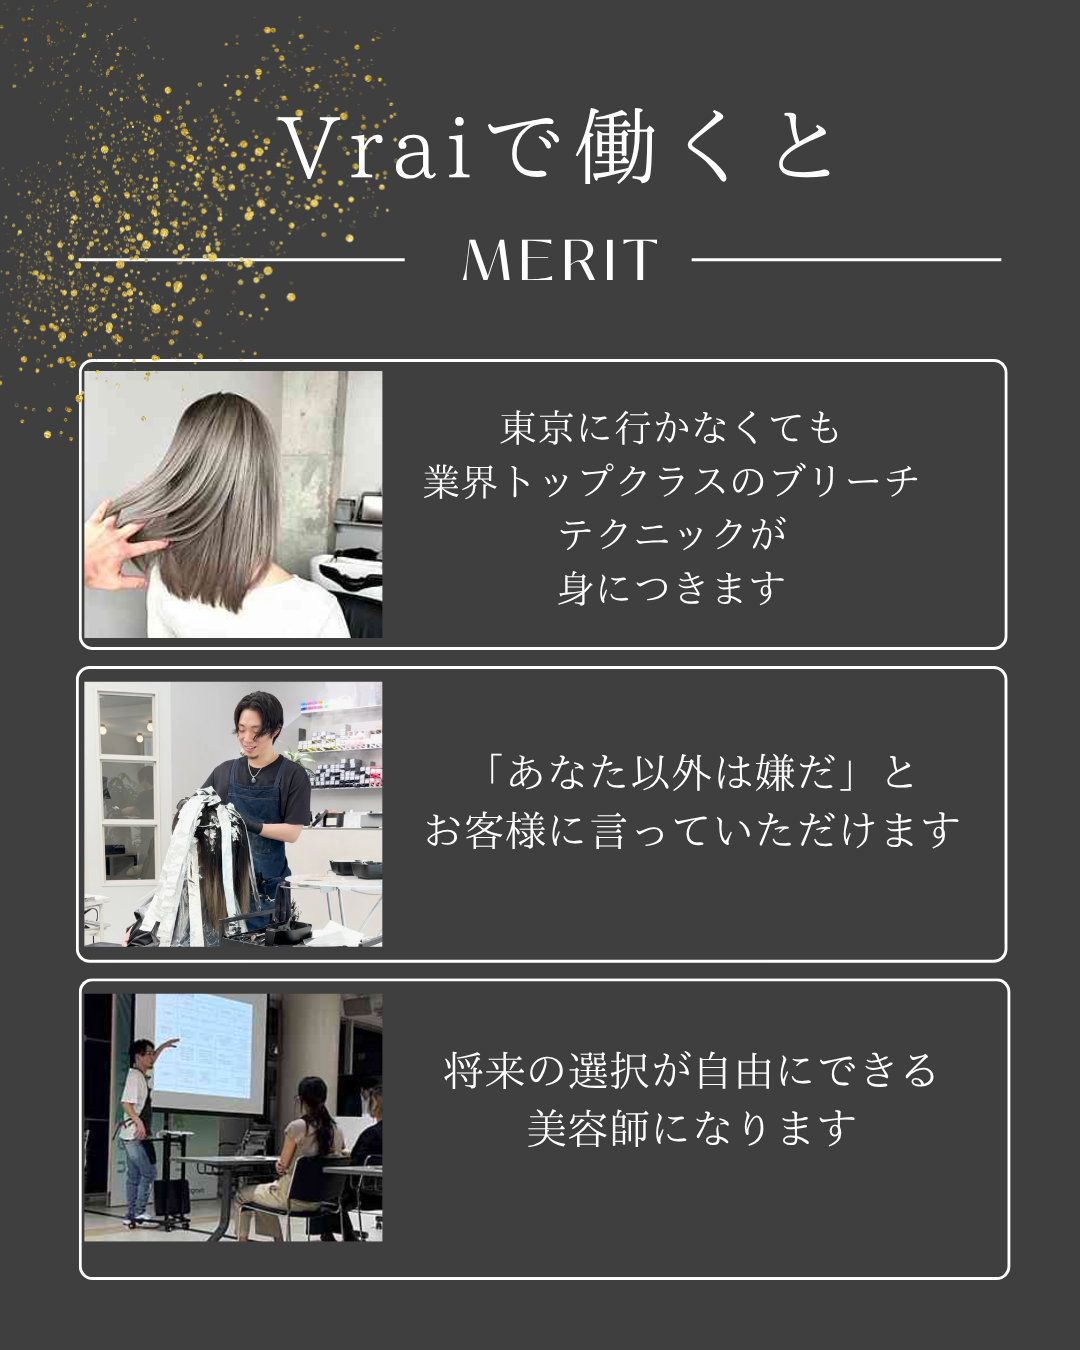 Vraiで働くと
MERIT
東京に行かなくても
業界トップクラスのブリーチ
テクニックが
身につきます
「あなた以外は嫌だ」と
お客様に言っていただけます
将来の選択が自由にできる
美容師になります